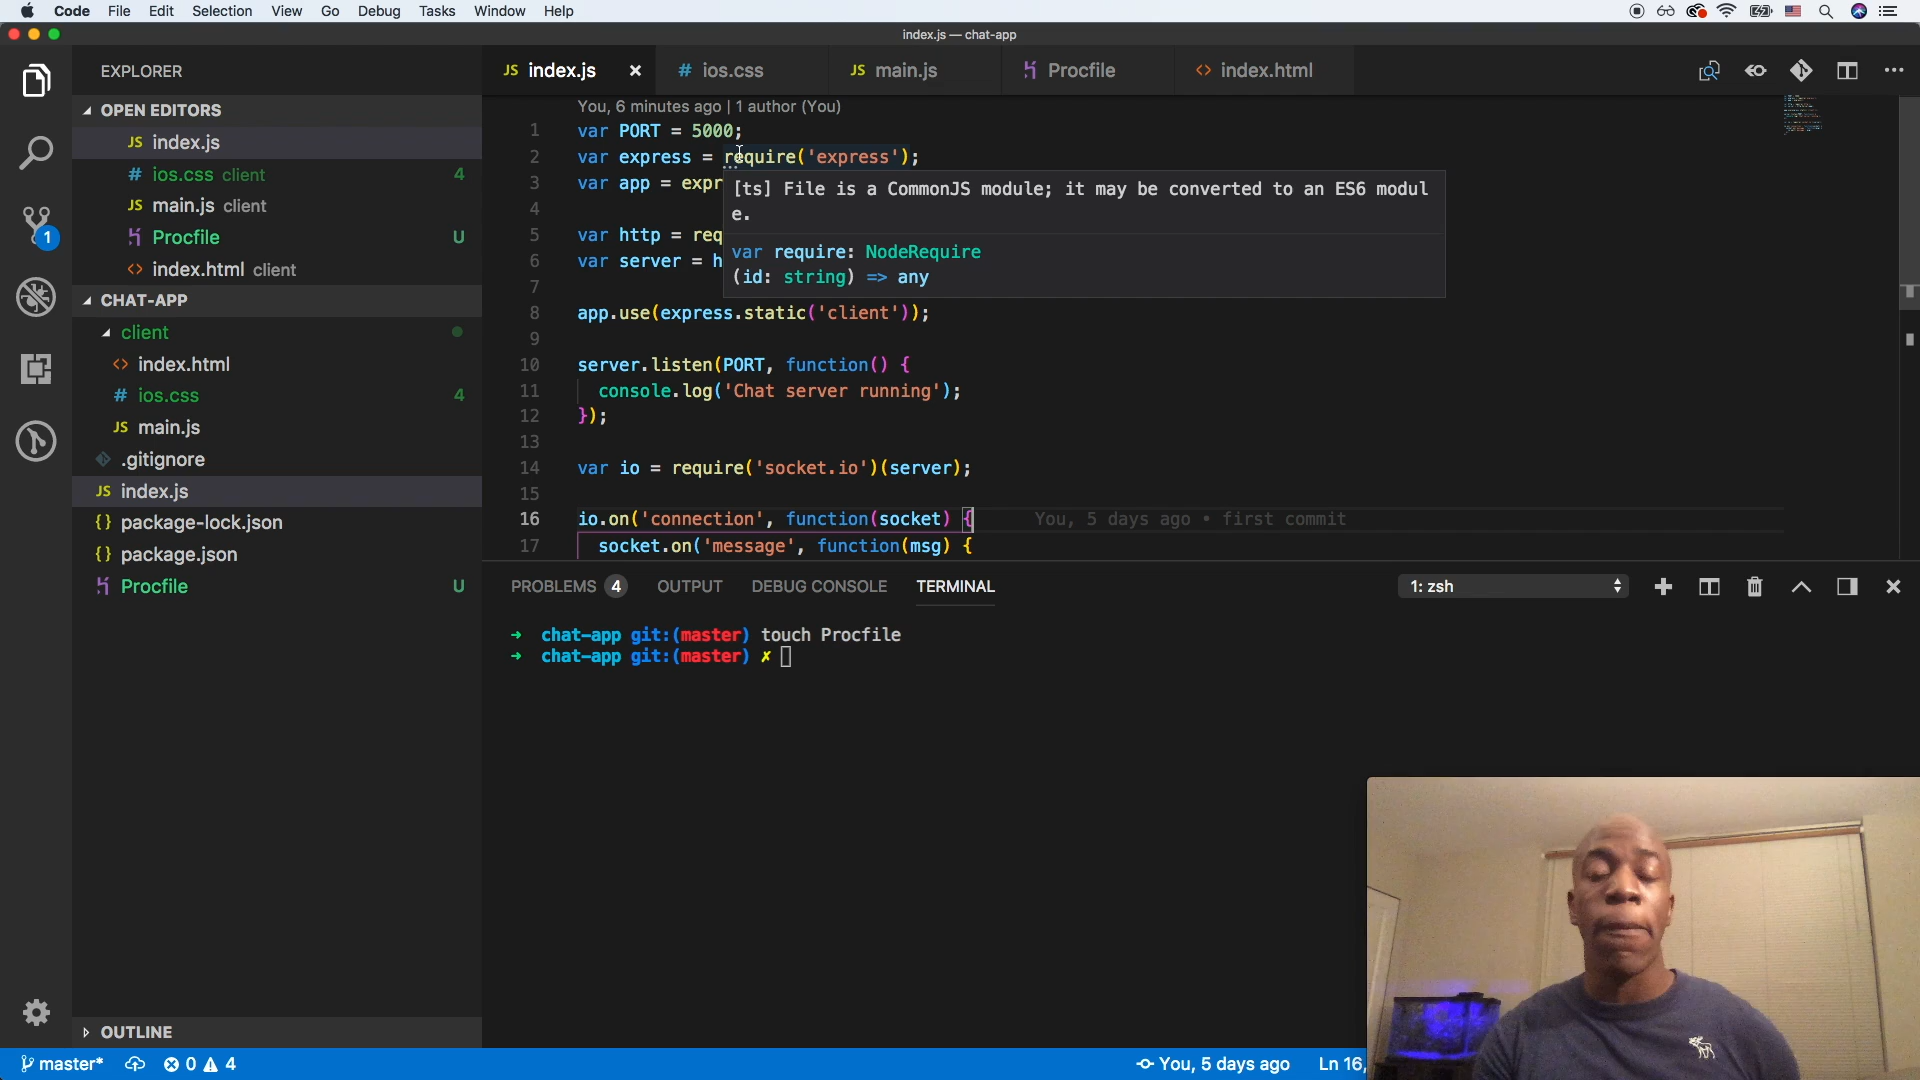 Code File Edit Selection View Go Debug Tasks Window Help
index.js — chat-app
EXPLORER
OPEN EDITORS
JS index.js
# ios.css client 4
JS main.js client
Procfile U
<> index.html client
CHAT-APP
client
<> index.html
# ios.css 4
JS main.js
.gitignore
JS index.js
{} package-lock.json
{} package.json
Procfile U
OUTLINE
JS index.js ×
# ios.css
JS main.js
Procfile
<> index.html
You, 6 minutes ago | 1 author (You)
1 var PORT = 5000;
2 var express = require('express');
3 var app = expr
4
5 var http = req
6 var server = h
7
8 app.use(express.static('client'));
9
10 server.listen(PORT, function() {
11 console.log('Chat server running');
12 });
13
14 var io = require('socket.io')(server);
15
16 io.on('connection', function(socket) { You, 5 days ago • first commit
17 socket.on('message', function(msg) {
[ts] File is a CommonJS module; it may be converted to an ES6 modul
e.
var require: NodeRequire
(id: string) => any
PROBLEMS 4 OUTPUT DEBUG CONSOLE TERMINAL 1: zsh
→ chat-app git:(master) touch Procfile
→ chat-app git:(master) ✗
1
master* 0 4 You, 5 days ago Ln 16,